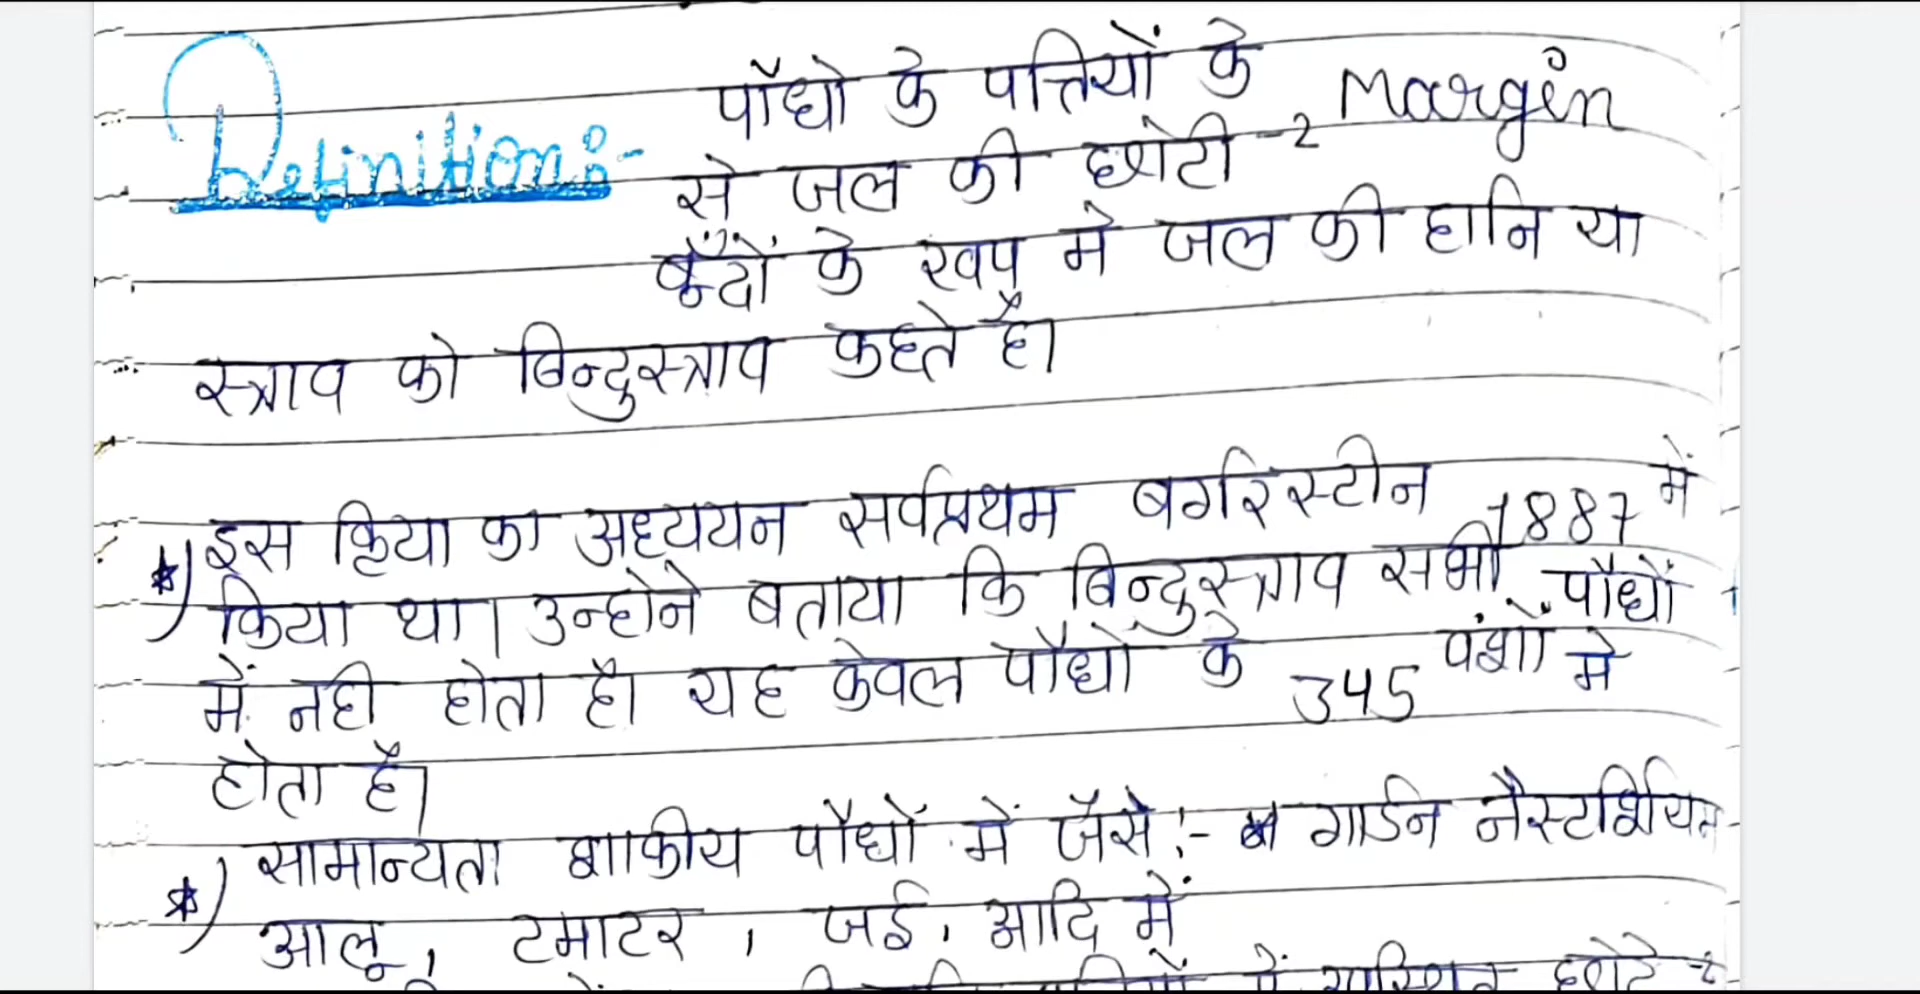 Definition:-
पौधो के पत्तियों के Margin
से जल की छोटी -2
बूँदों के रूप मे जल की हानि या
स्त्राव को बिन्दुस्त्राव कहते है।
*) इस क्रिया का अध्ययन सर्वप्रथम बर्गरिस्टीन 1887 में
किया था। उन्होने बताया कि बिन्दुस्त्राव सभी पौधों
में नही होता है। यह केवल पौधों के 345 वंशों मे
होता है।
*) सामान्यता शाकीय पौधों में जैसे:- गार्डन नैस्टर्शियम
आलू, टमाटर, जई, आदि में